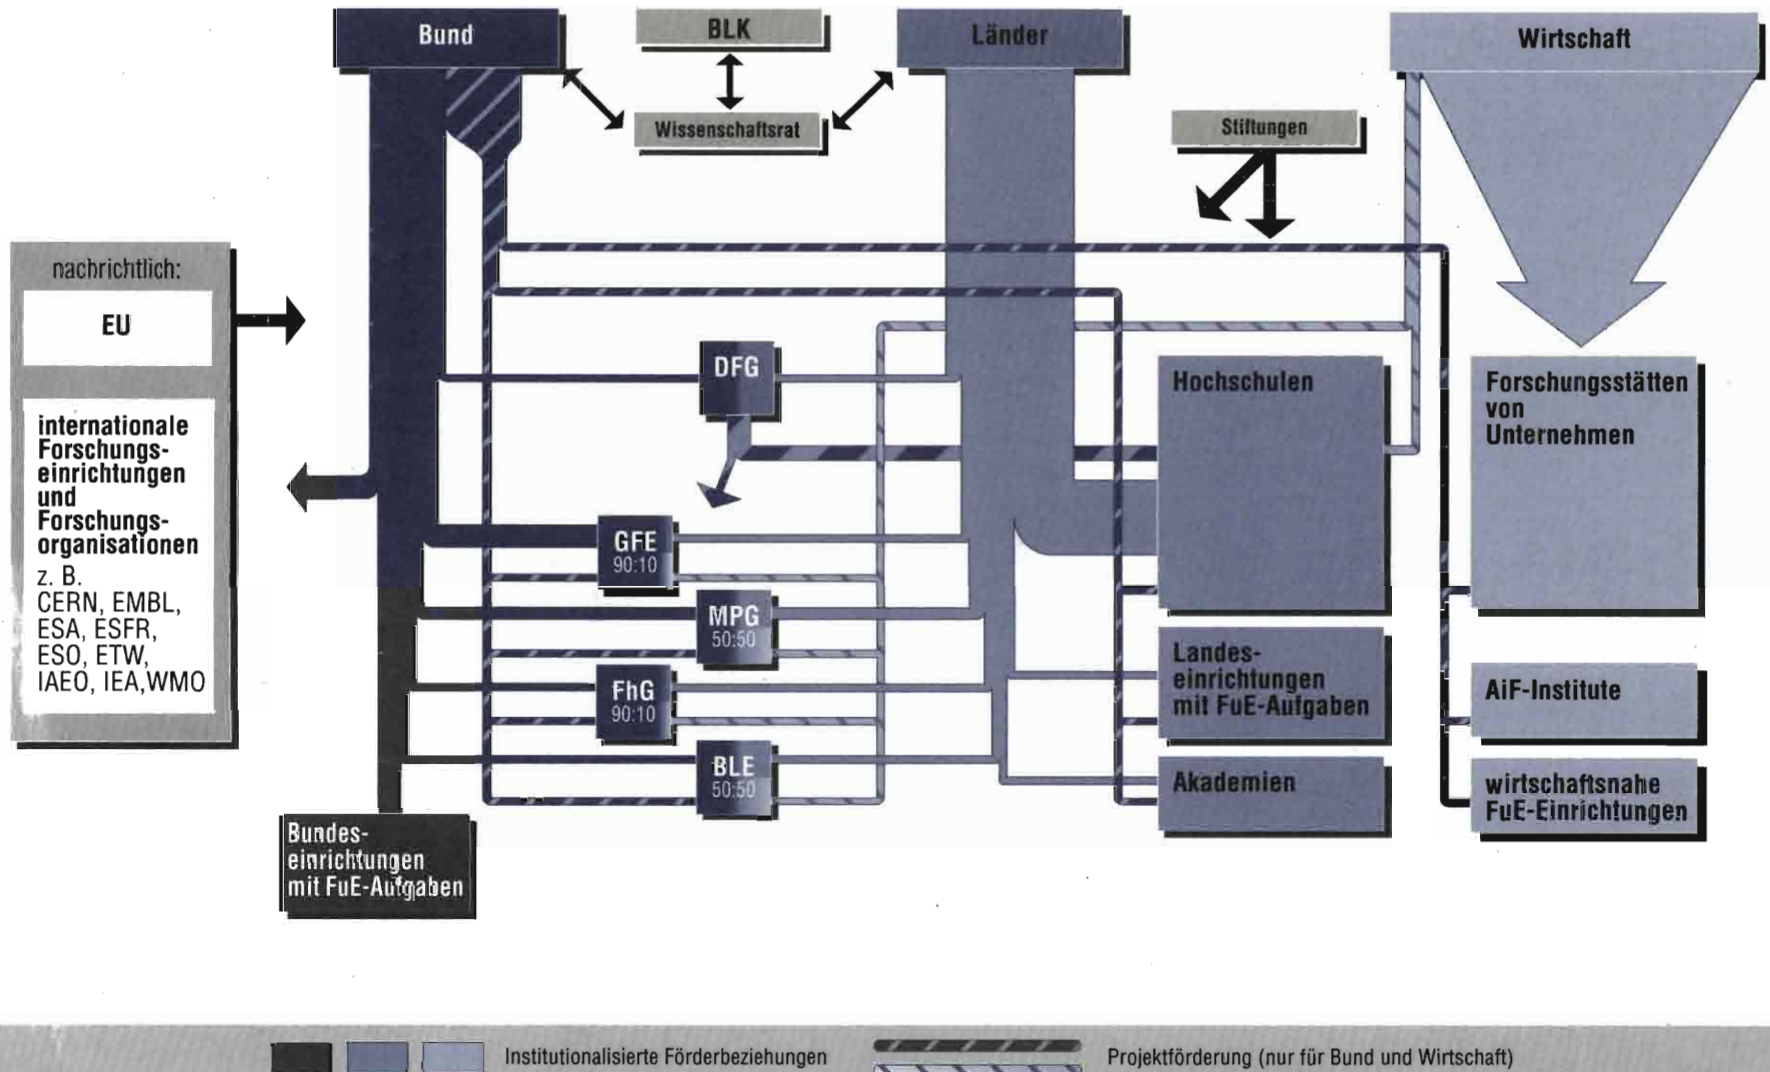 Bund
BLK
Länder
Wirtschaft
Wissenschaftsrat
Stiftungen
nachrichtlich:
EU
internationale
Forschungs-
einrichtungen
und
Forschungs-
organisationen
z. B.
CERN, EMBL,
ESA, ESFR,
ESO, ETW,
IAEO, IEA,WMO
DFG
GFE
90:10
MPG
50:50
FhG
90:10
BLE
50:50
Hochschulen
Landes-
einrichtungen
mit FuE-Aufgaben
Akademien
Forschungsstätten
von
Unternehmen
AiF-Institute
wirtschaftsnahe
FuE-Einrichtungen
Bundes-
einrichtungen
mit FuE-Aufgaben
Institutionalisierte Förderbeziehungen
Projektförderung (nur für Bund und Wirtschaft)